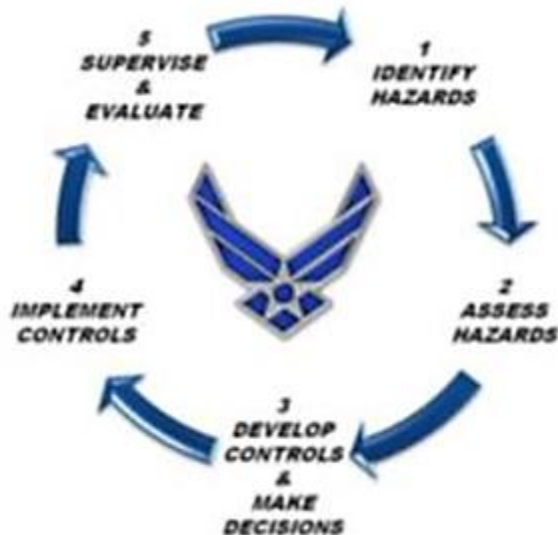 1
IDENTIFY
HAZARDS
2
ASSESS
HAZARDS
3
DEVELOP
CONTROLS
&
MAKE
DECISIONS
4
IMPLEMENT
CONTROLS
5
SUPERVISE
&
EVALUATE